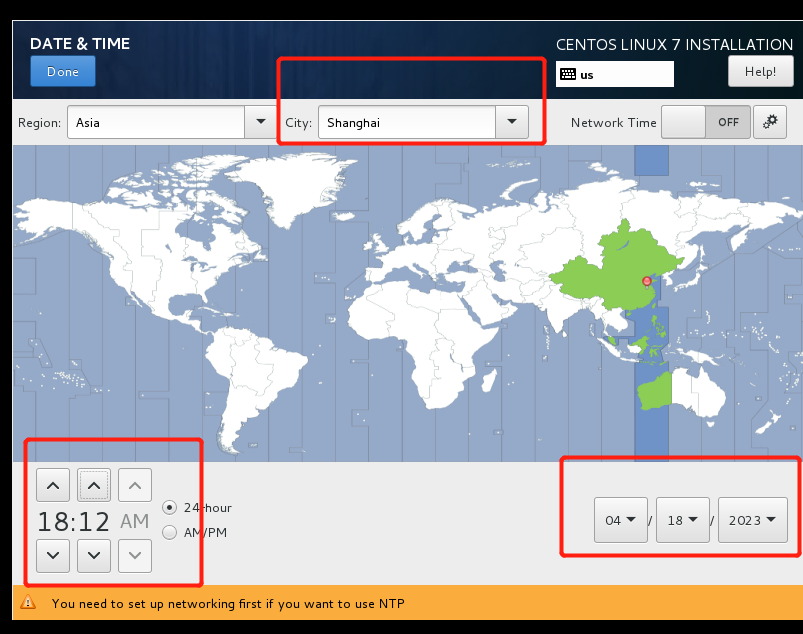 DATE & TIME
CENTOS LINUX 7 INSTALLATION
Done
us
Help!
Region: Asia City: Shanghai Network Time OFF
24-hour
18:12 AM
AM/PM
04 / 18 / 2023
You need to set up networking first if you want to use NTP